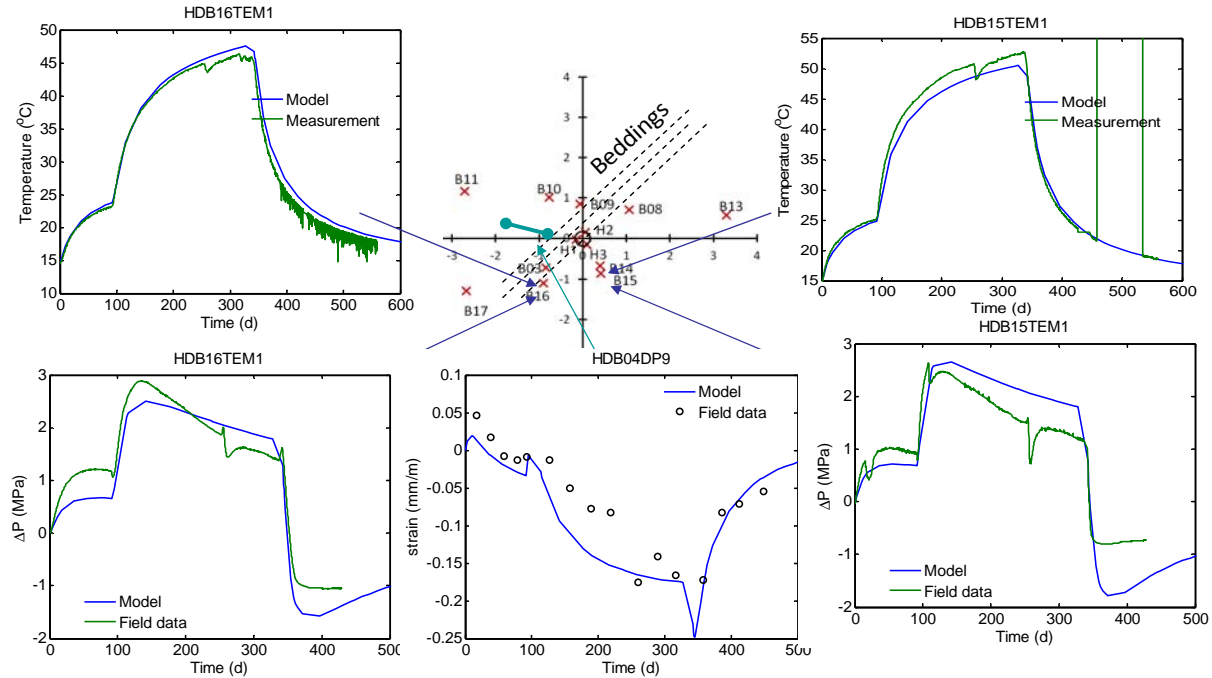 HDB16TEM1
50
45
40
35
30
25
20
15
10
Temperature (°C)
Model
Measurement
0 100 200 300 400 500 600
Time (d)
4
3
2
1
-1
-2
-3 -2 -1 1 2 3 4
Beddings
B11
B10
B09
B08
B13
H2
H1
H3
B03
B14
B15
B16
B17
HDB15TEM1
55
50
45
40
35
30
25
20
15
Temperature (°C)
Model
Measurement
0 100 200 300 400 500 600
Time (d)
HDB16TEM1
3
2
1
0
-1
-2
ΔP (MPa)
Model
Field data
0 100 200 300 400 500
Time (d)
HDB04DP9
0.1
0.05
0
-0.05
-0.1
-0.15
-0.2
-0.25
strain (mm/m)
Model
Field data
0 100 200 300 400 500
Time (d)
HDB15TEM1
3
2
1
0
-1
-2
ΔP (MPa)
Model
Field data
0 100 200 300 400 500
Time (d)